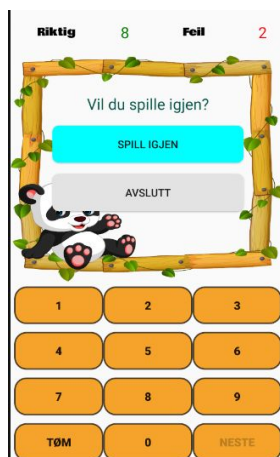 Riktig 8 Feil 2
Vil du spille igjen?
SPILL IGJEN
AVSLUTT
1 2 3
4 5 6
7 8 9
TØM 0 NESTE